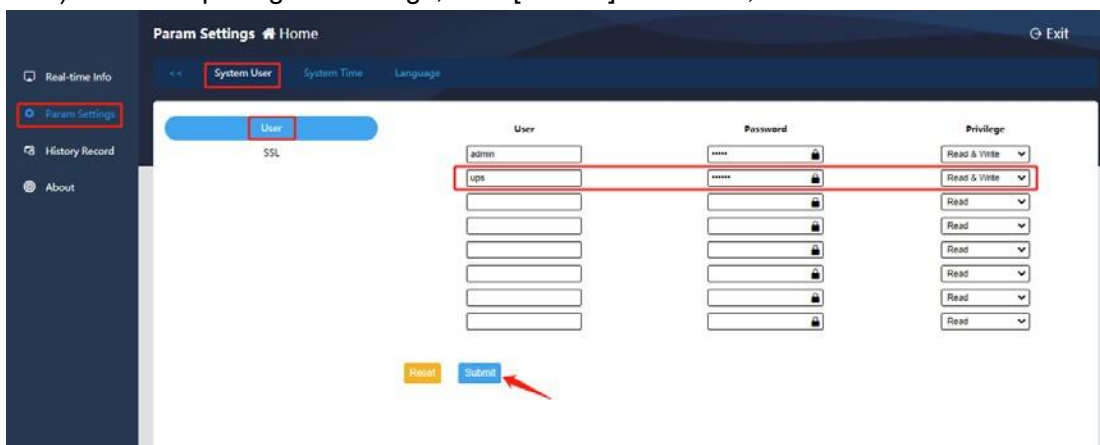 Param Settings Home
Exit
Real-time Info
Param Settings
History Record
About
<< System User System Time Language
User
SSL
User Password Privilege
admin ••••• Read & Write
ups •••••• Read & Write
Read
Read
Read
Read
Read
Read
Reset Submit